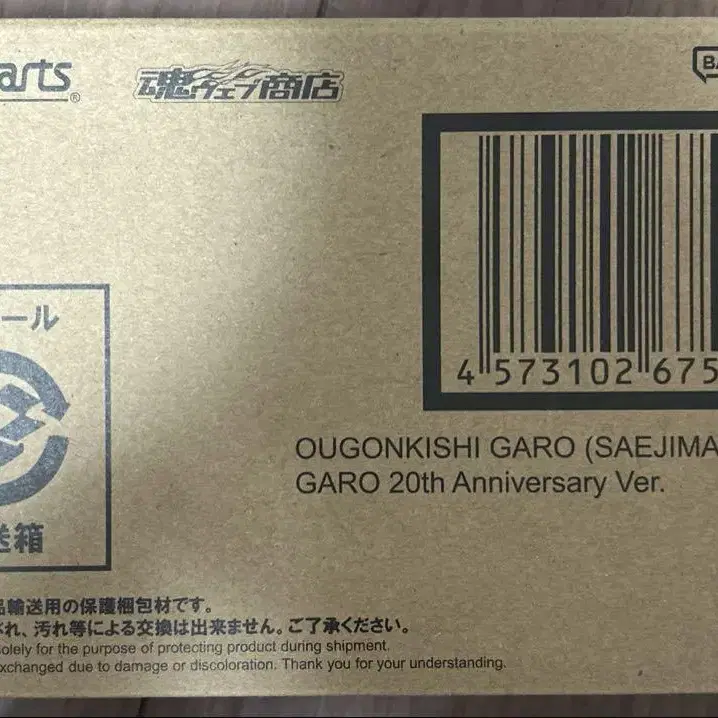 arts®
魂ウェブ商店
BA
4 573102 675
OUGONKISHI GARO (SAEJIMA
GARO 20th Anniversary Ver.
ール
送箱
品輸送用の保護梱包材です。
れ、汚れ等による交換は出来ません。ご了承ください。
solely for the purpose of protecting product during shipment.
exchanged due to damage or discoloration. Thank you for your understanding.